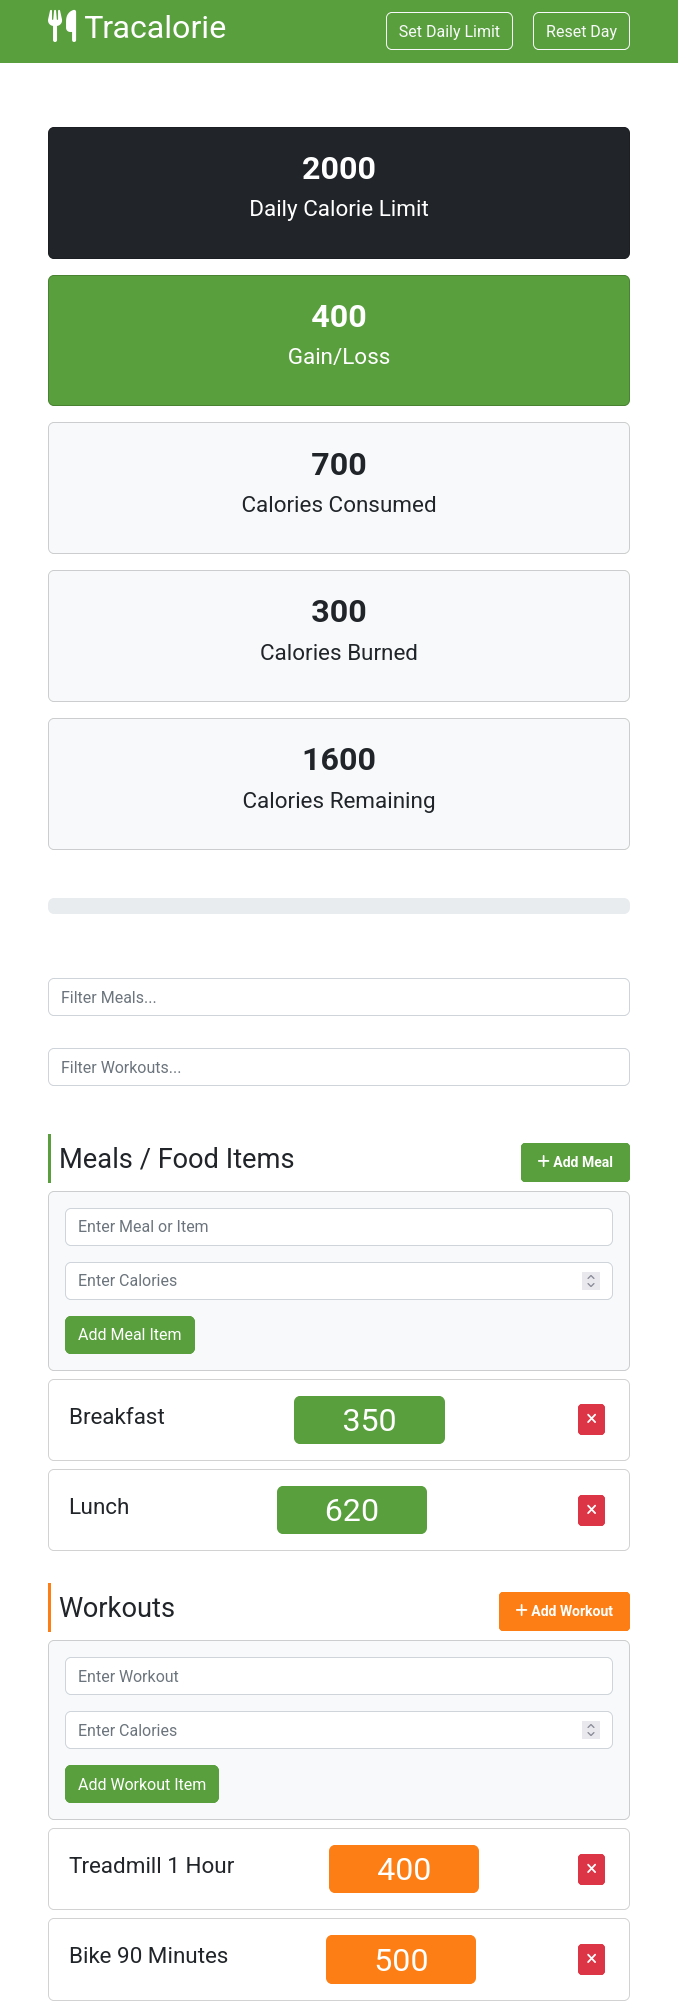 Tracalorie
Set Daily Limit
Reset Day
2000
Daily Calorie Limit
400
Gain/Loss
700
Calories Consumed
300
Calories Burned
1600
Calories Remaining
Filter Meals...
Filter Workouts...
Meals / Food Items
+ Add Meal
Enter Meal or Item
Enter Calories
Add Meal Item
Breakfast
350
Lunch
620
Workouts
+ Add Workout
Enter Workout
Enter Calories
Add Workout Item
Treadmill 1 Hour
400
Bike 90 Minutes
500